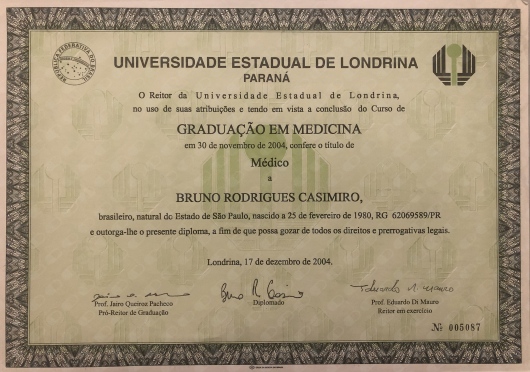 REPÚBLICA FEDERATIVA DO BRASIL
UNIVERSIDADE ESTADUAL DE LONDRINA
PARANÁ
O Reitor da Universidade Estadual de Londrina,
no uso de suas atribuições e tendo em vista a conclusão do Curso de
GRADUAÇÃO EM MEDICINA
em 30 de novembro de 2004, confere o título de
Médico
a
BRUNO RODRIGUES CASIMIRO,
brasileiro, natural do Estado de São Paulo, nascido a 25 de fevereiro de 1980, RG 62069589/PR
e outorga-lhe o presente diploma, a fim de que possa gozar de todos os direitos e prerrogativas legais.
Londrina, 17 de dezembro de 2004.
Prof. Jairo Queiroz Pacheco
Pró-Reitor de Graduação
Diplomado
Prof. Eduardo Di Mauro
Reitor em exercício
Nº 005087